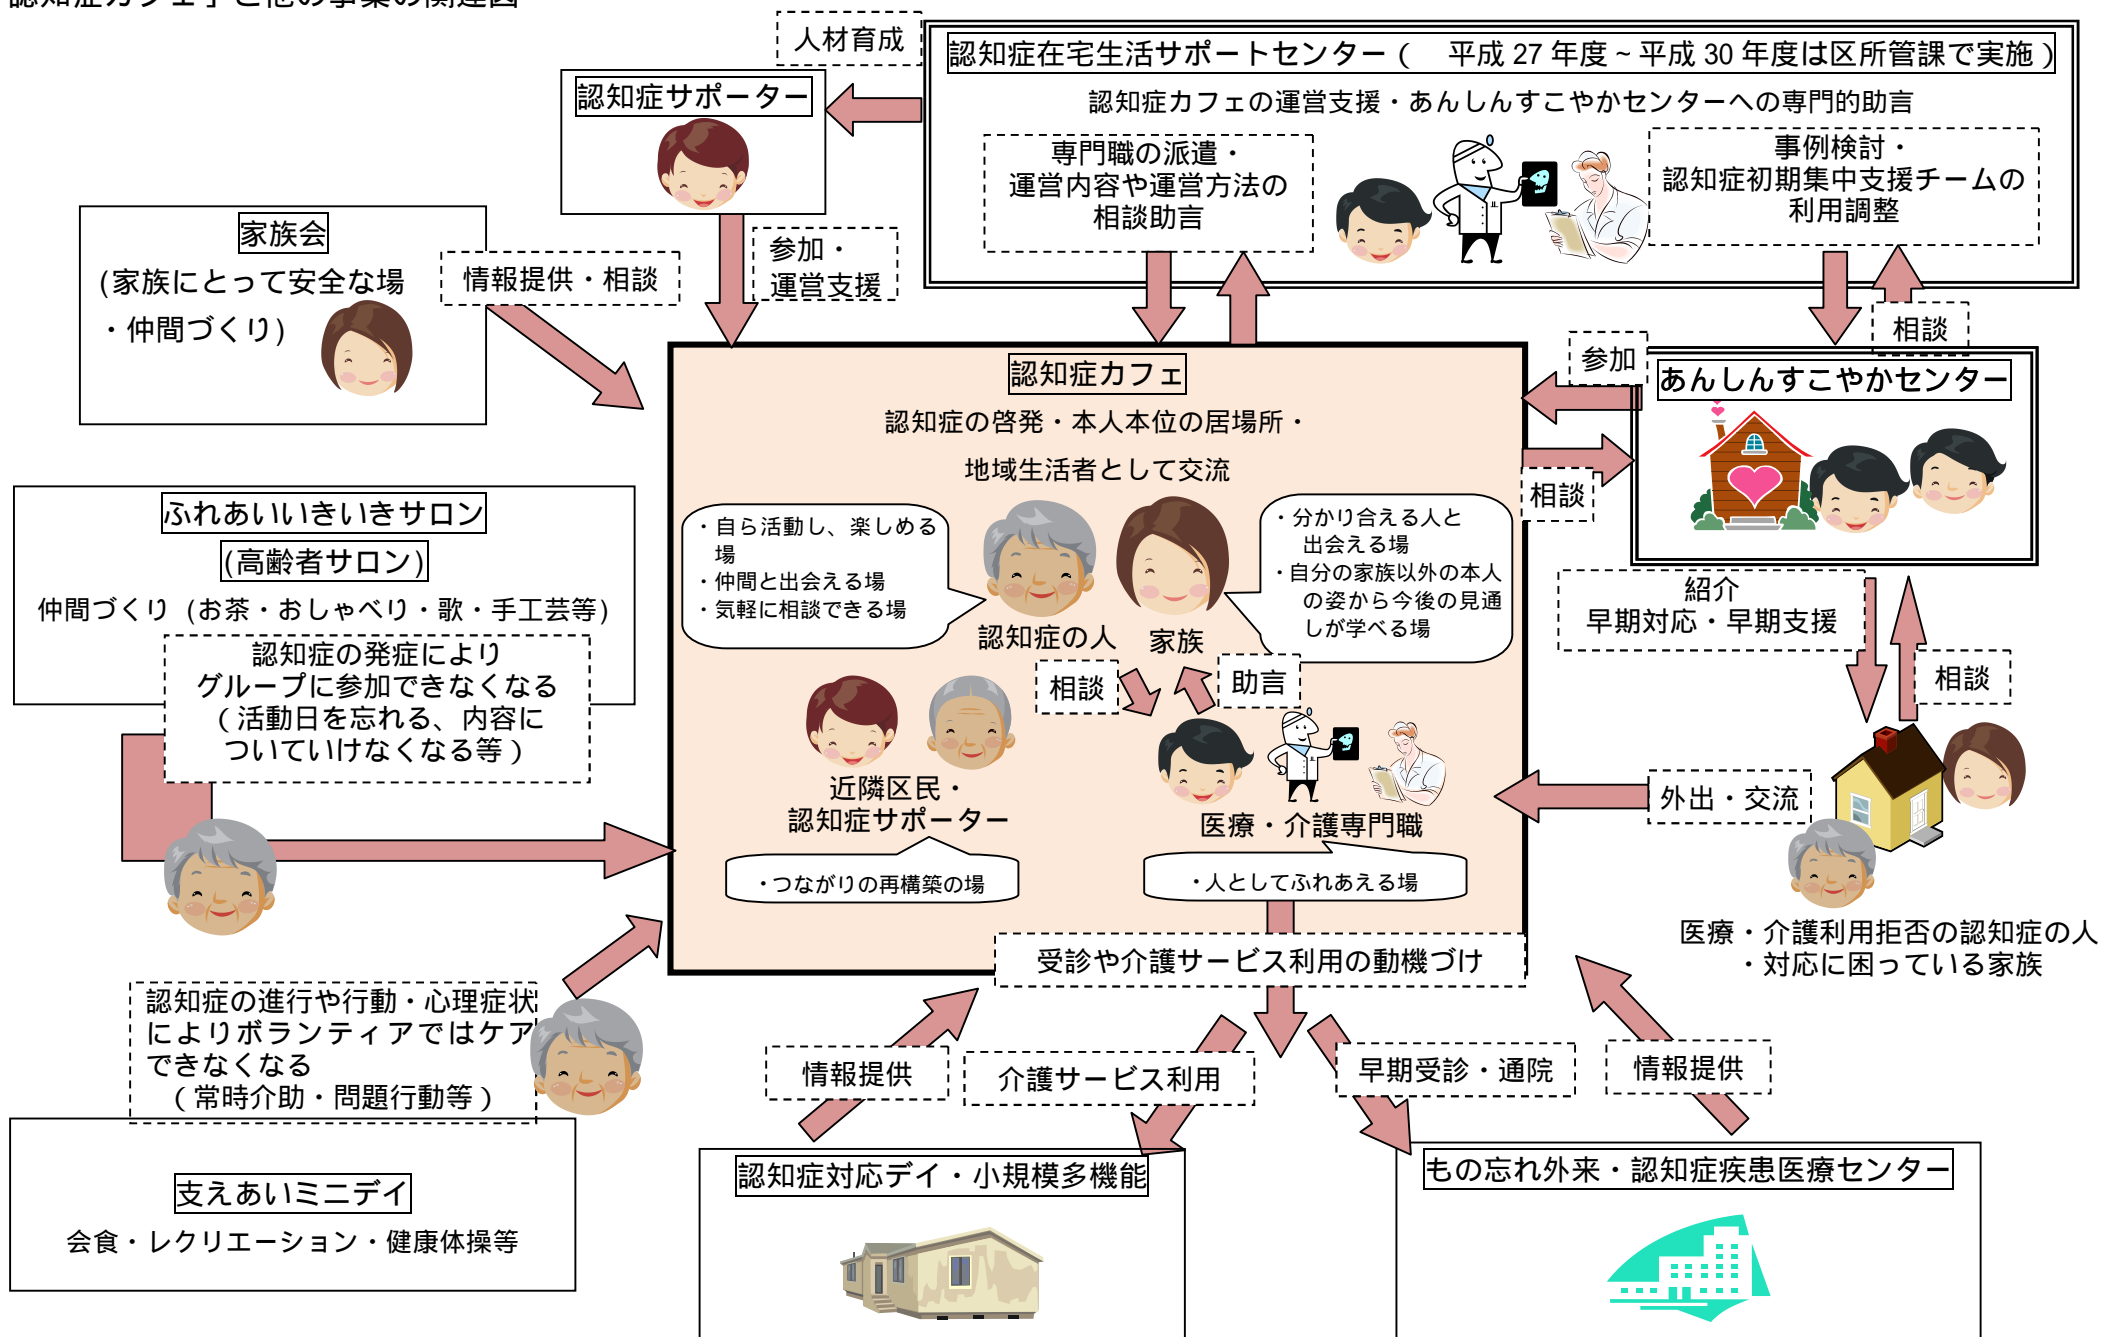 認知症カフェ」と他の事業の関連図
人材育成
認知症在宅生活サポートセンター（　平成 27 年度～平成 30 年度は区所管課で実施）
認知症カフェの運営支援・あんしんすこやかセンターへの専門的助言
専門職の派遣・
運営内容や運営方法の
相談助言
事例検討・
認知症初期集中支援チームの
利用調整
認知症サポーター
家族会
(家族にとって安全な場
・仲間づくり)
情報提供・相談
参加・
運営支援
相談
参加
あんしんすこやかセンター
相談
認知症カフェ
認知症の啓発・本人本位の居場所・
地域生活者として交流
・自ら活動し、楽しめる
場
・仲間と出会える場
・気軽に相談できる場
・分かり合える人と
出会える場
・自分の家族以外の本人
の姿から今後の見通
しが学べる場
認知症の人
家族
相談
助言
近隣区民・
認知症サポーター
・つながりの再構築の場
医療・介護専門職
・人としてふれあえる場
受診や介護サービス利用の動機づけ
ふれあいいきいきサロン
(高齢者サロン)
仲間づくり (お茶・おしゃべり・歌・手工芸等)
認知症の発症により
グループに参加できなくなる
（活動日を忘れる、内容に
ついていけなくなる等）
紹介
早期対応・早期支援
相談
外出・交流
医療・介護利用拒否の認知症の人
・対応に困っている家族
認知症の進行や行動・心理症状
によりボランティアではケア
できなくなる
（常時介助・問題行動等）
支えあいミニデイ
会食・レクリエーション・健康体操等
情報提供
介護サービス利用
早期受診・通院
情報提供
認知症対応デイ・小規模多機能
もの忘れ外来・認知症疾患医療センター